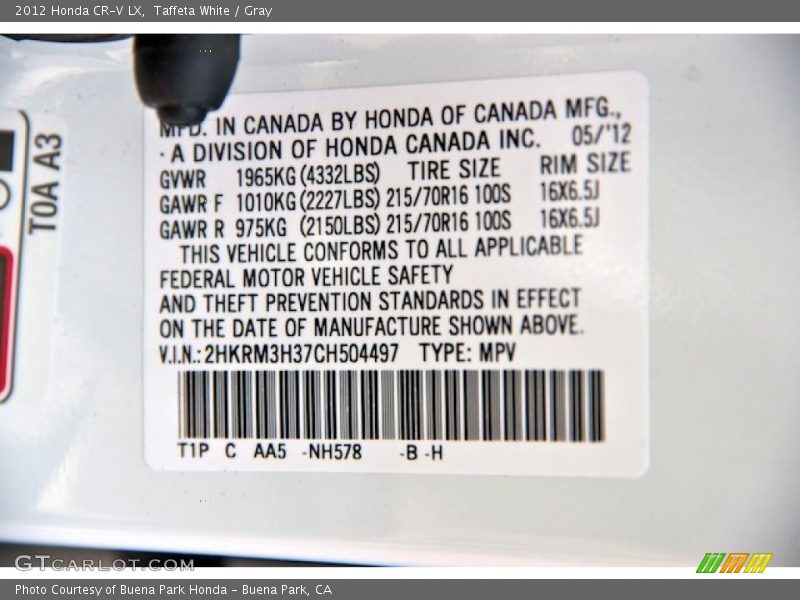 2012 Honda CR-V LX, Taffeta White / Gray
TOA A3
MFD. IN CANADA BY HONDA OF CANADA MFG.,
· A DIVISION OF HONDA CANADA INC. 05/'12
GVWR 1965KG (4332LBS) TIRE SIZE RIM SIZE
GAWR F 1010KG (2227LBS) 215/70R16 100S 16X6.5J
GAWR R 975KG (2150LBS) 215/70R16 100S 16X6.5J
THIS VEHICLE CONFORMS TO ALL APPLICABLE
FEDERAL MOTOR VEHICLE SAFETY
AND THEFT PREVENTION STANDARDS IN EFFECT
ON THE DATE OF MANUFACTURE SHOWN ABOVE.
V.I.N.: 2HKRM3H37CH504497 TYPE: MPV
T1P C AA5 -NH578 -B -H
GTCARLOT.COM
Photo Courtesy of Buena Park Honda - Buena Park, CA